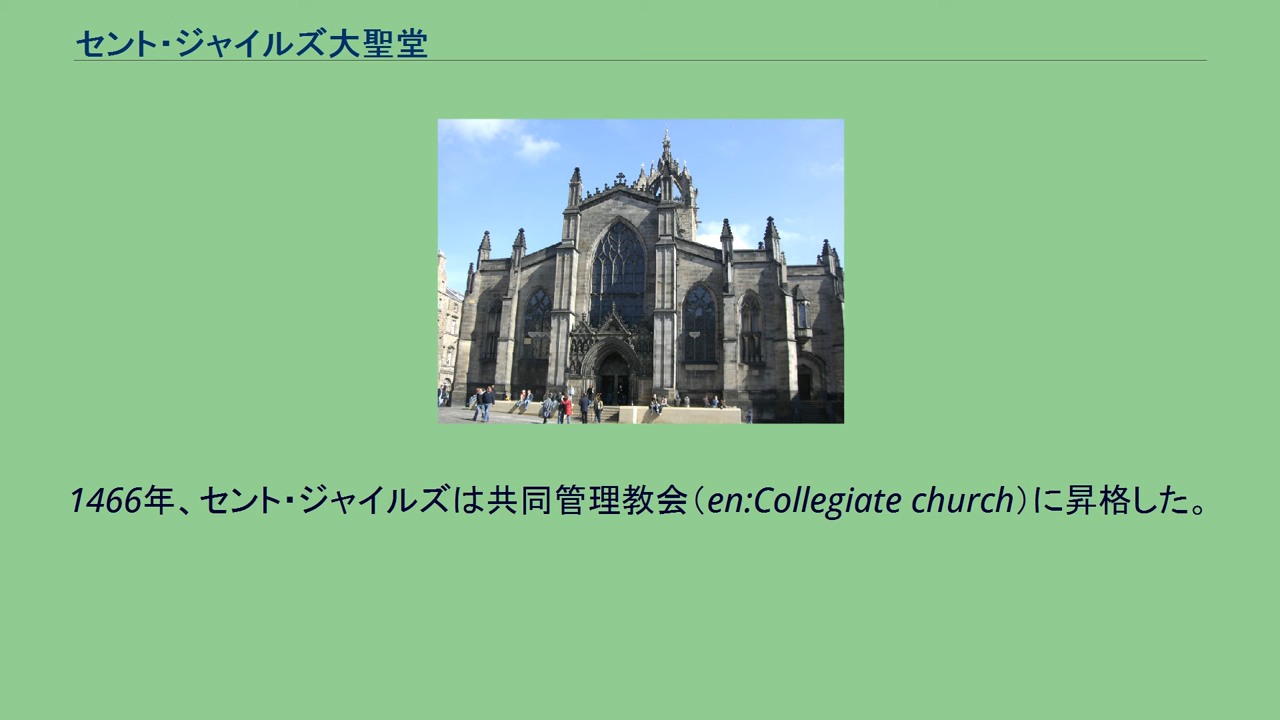 セント・ジャイルズ大聖堂
1466年、セント・ジャイルズは共同管理教会（en:Collegiate church）に昇格した。